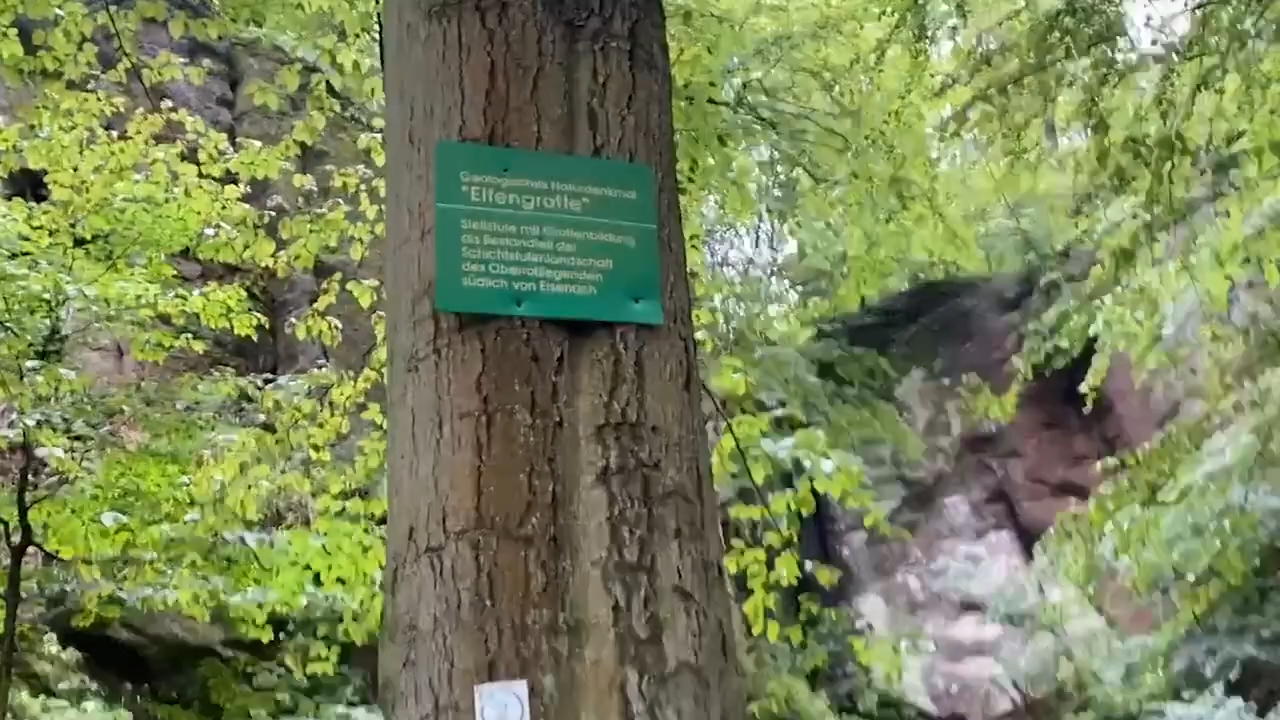 Geologisches Naturdenkmal
"Elfengrotte"
Steilstufe mit Grottenbildung
als Bestandteil der
Schichtstufenlandschaft
des Oberrotliegenden
südlich von Eisenach